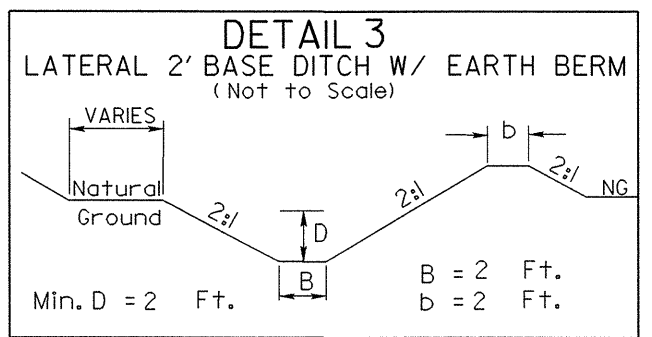 DETAIL 3
LATERAL 2' BASE DITCH W/ EARTH BERM
(Not to Scale)
VARIES
b
Natural
Ground
2:1
2:1
2:1
NG
D
B
B = 2 Ft.
Min. D = 2 Ft.
b = 2 Ft.